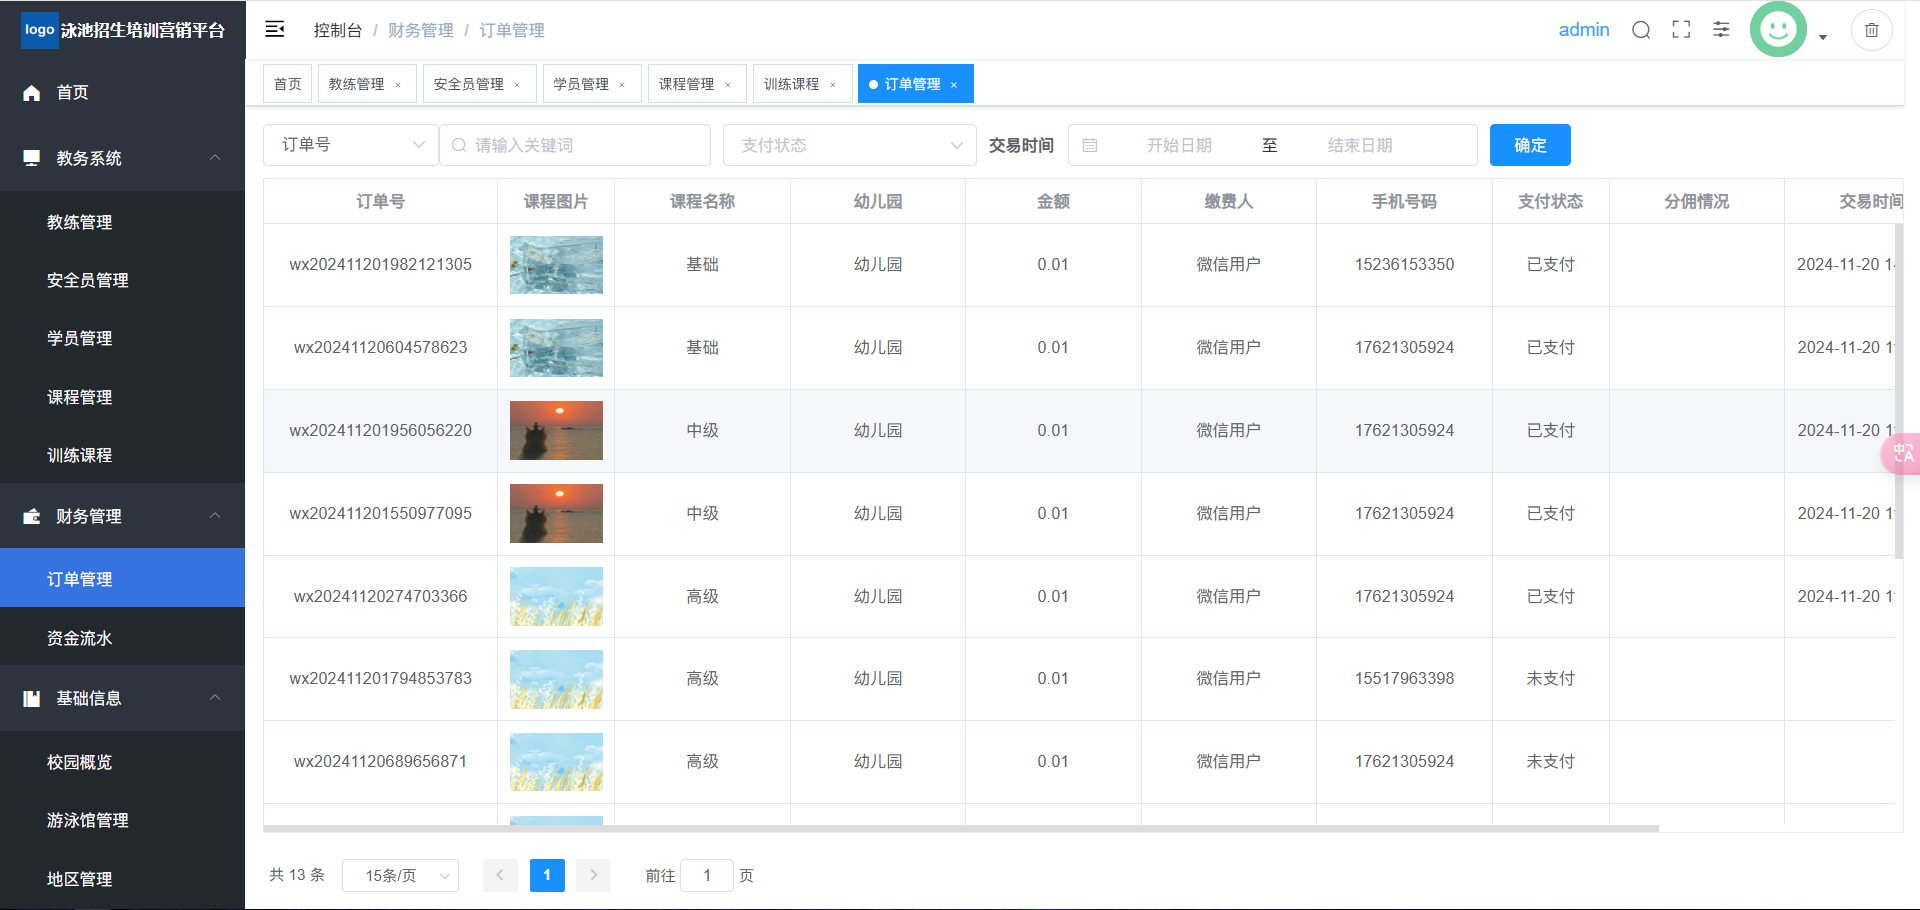 logo 泳池招生培训营销平台
首页
教务系统
教练管理
安全员管理
学员管理
课程管理
训练课程
财务管理
订单管理
资金流水
基础信息
校园概览
游泳馆管理
地区管理
控制台 / 财务管理 / 订单管理
admin
首页 教练管理 × 安全员管理 × 学员管理 × 课程管理 × 训练课程 × 订单管理 ×
订单号 请输入关键词 支付状态 交易时间 开始日期 至 结束日期 确定
订单号 课程图片 课程名称 幼儿园 金额 缴费人 手机号码 支付状态 分佣情况 交易时间
wx202411201982121305 基础 幼儿园 0.01 微信用户 15236153350 已支付 2024-11-20 1
wx20241120604578623 基础 幼儿园 0.01 微信用户 17621305924 已支付 2024-11-20 1
wx202411201956056220 中级 幼儿园 0.01 微信用户 17621305924 已支付 2024-11-20 1
wx202411201550977095 中级 幼儿园 0.01 微信用户 17621305924 已支付 2024-11-20 1
wx20241120274703366 高级 幼儿园 0.01 微信用户 17621305924 已支付 2024-11-20 1
wx202411201794853783 高级 幼儿园 0.01 微信用户 15517963398 未支付
wx20241120689656871 高级 幼儿园 0.01 微信用户 17621305924 未支付
共 13 条 15条/页 1 前往 1 页